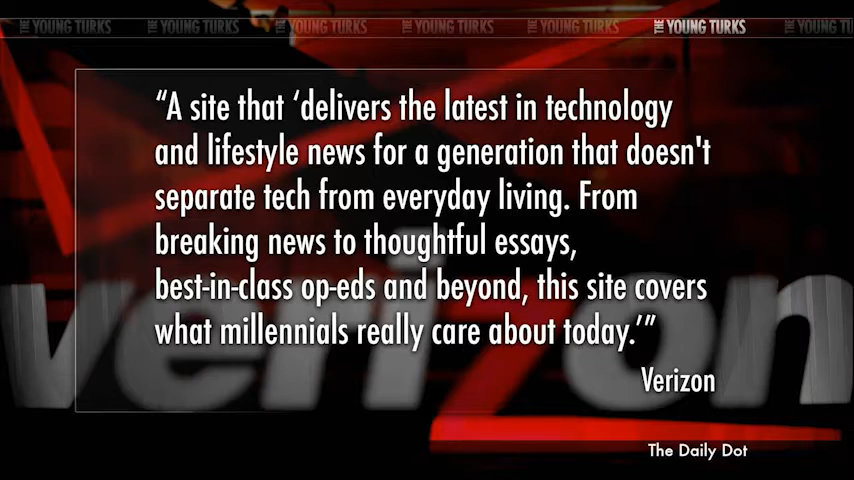 THE YOUNG TURKS THE YOUNG TURKS THE YOUNG TURKS THE YOUNG TURKS THE YOUNG TURKS THE YOUNG TU
“A site that ‘delivers the latest in technology
and lifestyle news for a generation that doesn't
separate tech from everyday living. From
breaking news to thoughtful essays,
best-in-class op-eds and beyond, this site covers
what millennials really care about today.’”
verizon
Verizon
The Daily Dot